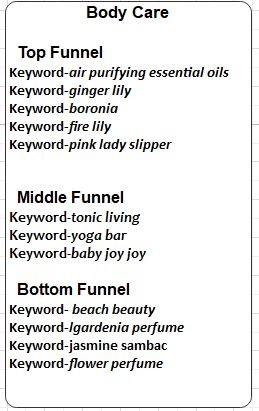 Body Care
Top Funnel
Keyword-air purifying essential oils
Keyword-ginger lily
Keyword-boronia
Keyword-fire lily
Keyword-pink lady slipper
Middle Funnel
Keyword-tonic living
Keyword-yoga bar
Keyword-baby joy joy
Bottom Funnel
Keyword- beach beauty
Keyword-lgardenia perfume
Keyword-jasmine sambac
Keyword-flower perfume